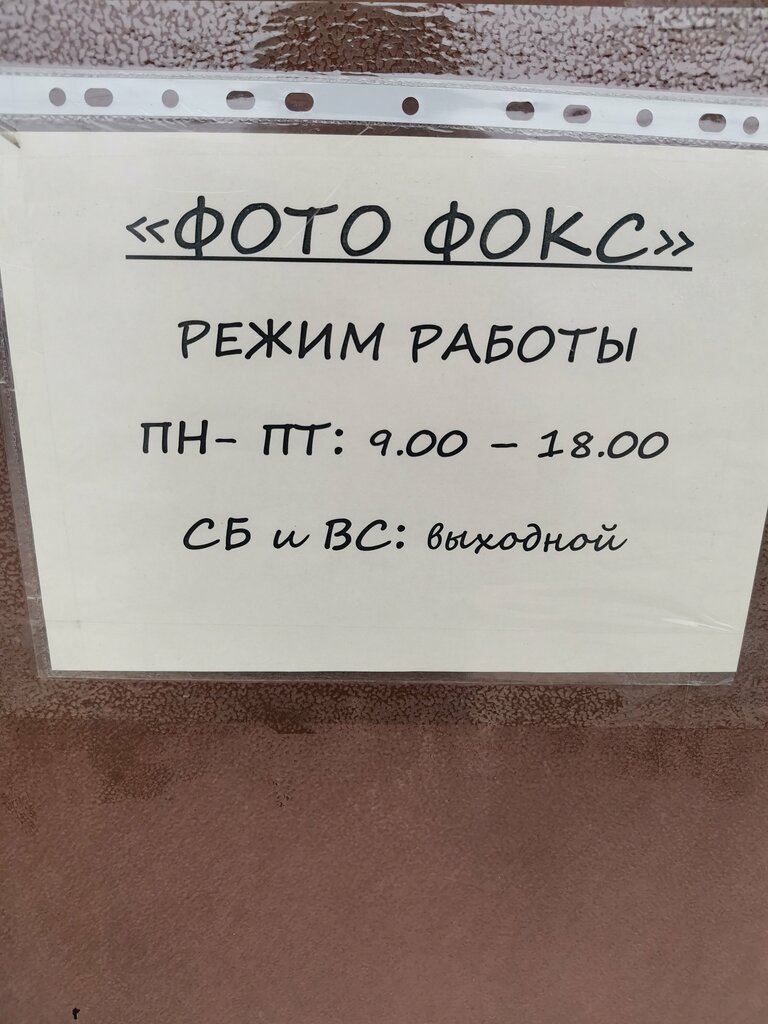 «ФОТО ФОКС»
РЕЖИМ РАБОТЫ
ПН- ПТ: 9.00 – 18.00
СБ и ВС: выходной